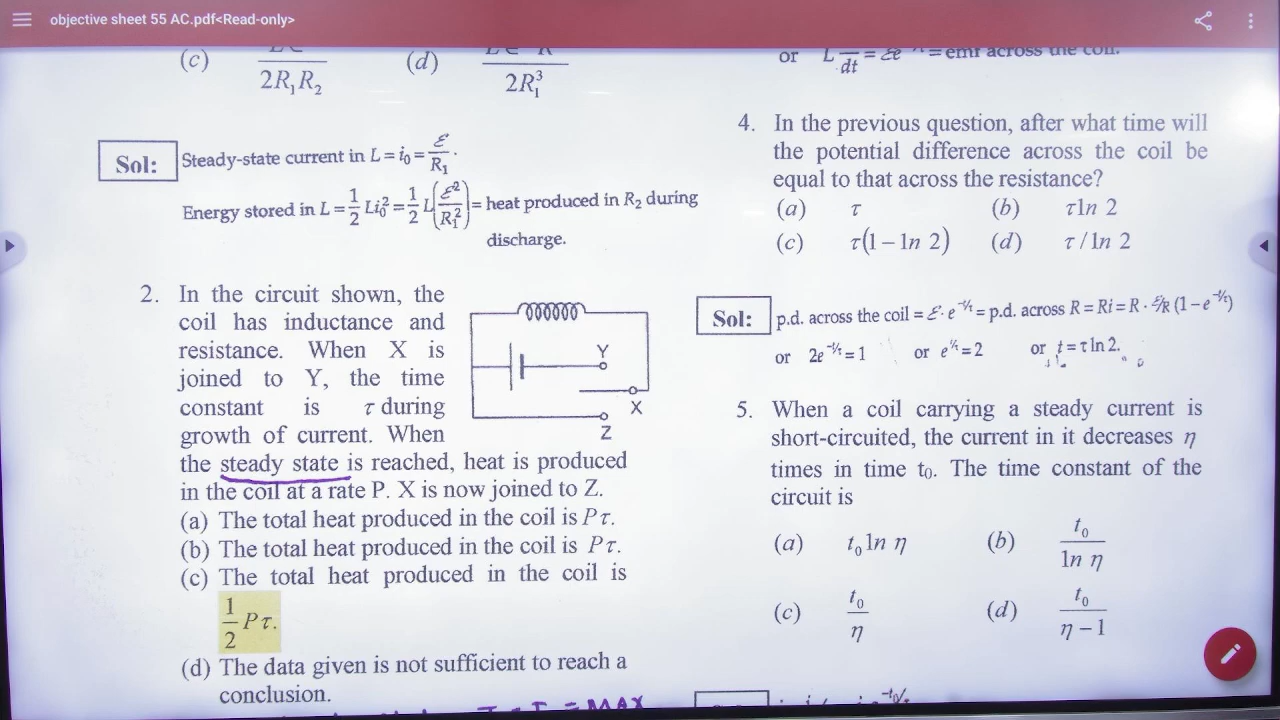 objective sheet 55 AC.pdf<Read-only>
(c) 2R₁R₂ (d) 2R₁³
Sol: Steady-state current in L = i₀ = ℰ/R₁.
Energy stored in L = 1/2 Li₀² = 1/2 L(ℰ²/R₁²) = heat produced in R₂ during
discharge.
2. In the circuit shown, the
coil has inductance and
resistance. When X is
joined to Y, the time
constant is τ during
growth of current. When
the steady state is reached, heat is produced
in the coil at a rate P. X is now joined to Z.
(a) The total heat produced in the coil is Pτ.
(b) The total heat produced in the coil is Pτ.
(c) The total heat produced in the coil is
1/2 Pτ.
(d) The data given is not sufficient to reach a
conclusion.
= MAX
Y
X
Z
or L /dt = ℰe = emf across the coil.
4. In the previous question, after what time will
the potential difference across the coil be
equal to that across the resistance?
(a) τ (b) τ ln 2
(c) τ(1 – ln 2) (d) τ / ln 2
Sol: p.d. across the coil = ℰ·e^(-t/τ) = p.d. across R = Ri = R · ℰ/R (1 – e^(-t/τ))
or 2e^(-t/τ) = 1 or e^(t/τ) = 2 or t = τ ln 2.
5. When a coil carrying a steady current is
short-circuited, the current in it decreases η
times in time t₀. The time constant of the
circuit is
(a) t₀ ln η (b) t₀/ln η
(c) t₀/η (d) t₀/η – 1